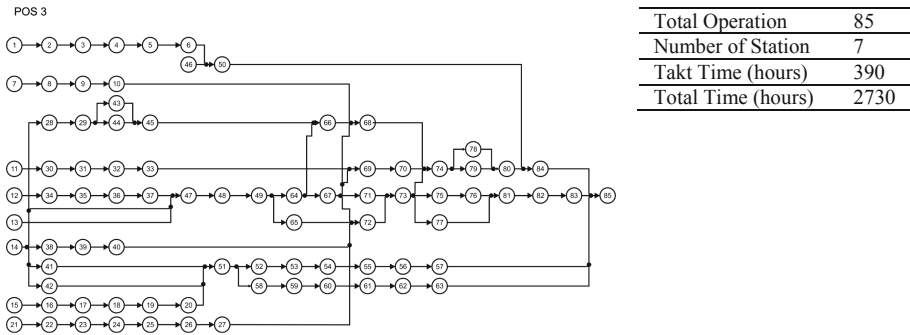 POS 3
1 2 3 4 5 6
46 50
7 8 9 10
43
28 29 44 45 66 68
78
11 30 31 32 33 69 70 74 79 80 84
12 34 35 36 37 47 48 49 64 67 71 73 75 76 81 82 83 85
13 65 72 77
14 38 39 40
41 51 52 53 54 55 56 57
42 58 59 60 61 62 63
15 16 17 18 19 20
21 22 23 24 25 26 27
Total Operation 85
Number of Station 7
Takt Time (hours) 390
Total Time (hours) 2730